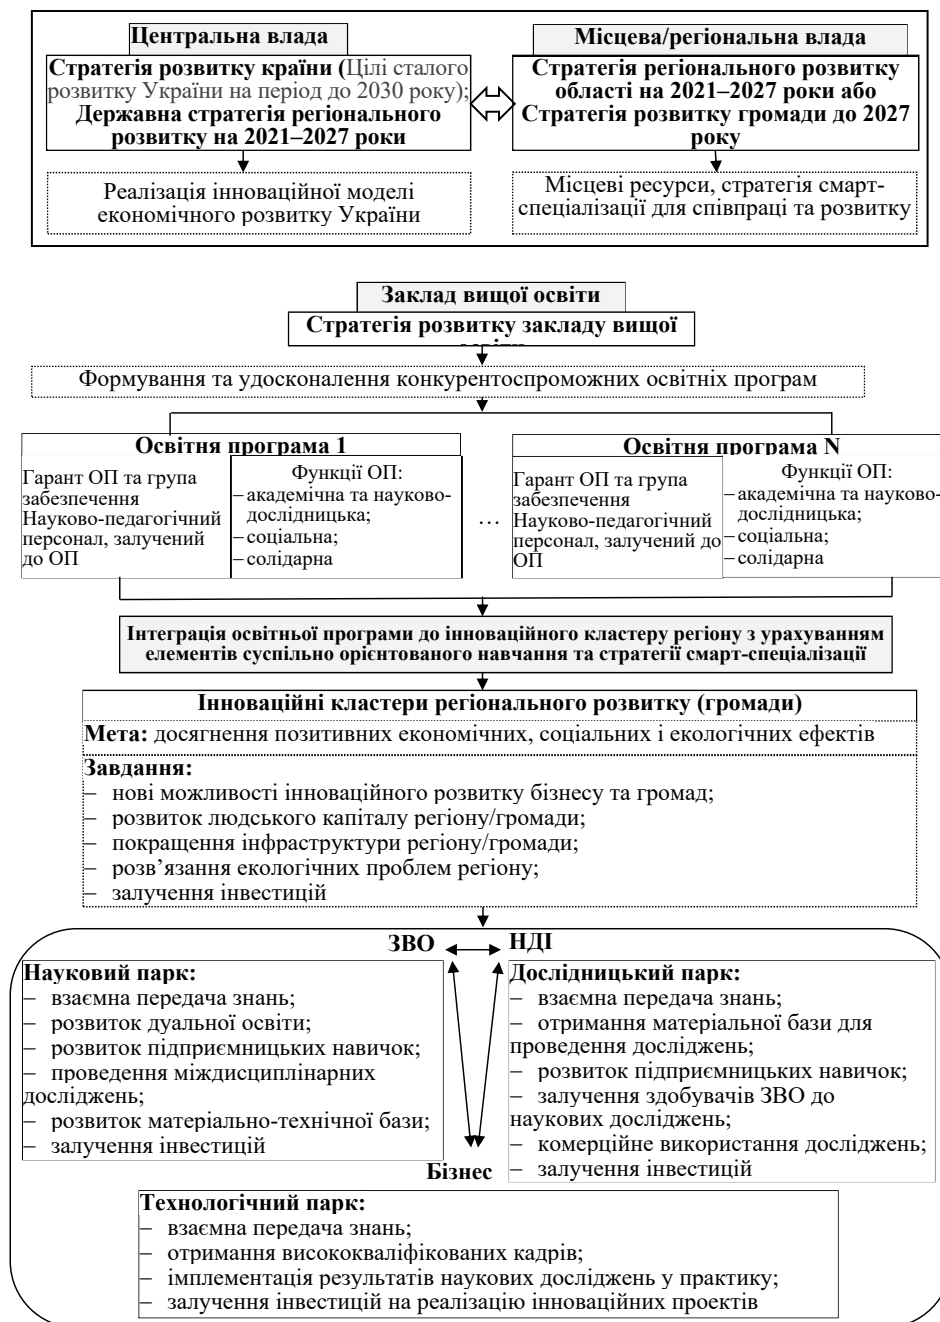 Центральна влада
Стратегія розвитку країни (Цілі сталого
розвитку України на період до 2030 року);
Державна стратегія регіонального
розвитку на 2021–2027 роки
Реалізація інноваційної моделі
економічного розвитку України
Місцева/регіональна влада
Стратегія регіонального розвитку
області на 2021–2027 роки або
Стратегія розвитку громади до 2027
року
Місцеві ресурси, стратегія смарт-
спеціалізації для співпраці та розвитку
Заклад вищої освіти
Стратегія розвитку закладу вищої
освіти
Формування та удосконалення конкурентоспроможних освітніх програм
Освітня програма 1
Гарант ОП та група
забезпечення
Науково-педагогічний
персонал, залучений
до ОП
Функції ОП:
– академічна та науково-
дослідницька;
– соціальна;
– солідарна
…
Освітня програма N
Гарант ОП та група
забезпечення
Науково-педагогічний
персонал, залучений до
ОП
Функції ОП:
– академічна та науково-
дослідницька;
– соціальна;
– солідарна
Інтеграція освітньої програми до інноваційного кластеру регіону з урахуванням
елементів суспільно орієнтованого навчання та стратегії смарт-спеціалізації
Інноваційні кластери регіонального розвитку (громади)
Мета: досягнення позитивних економічних, соціальних і екологічних ефектів
Завдання:
– нові можливості інноваційного розвитку бізнесу та громад;
– розвиток людського капіталу регіону/громади;
– покращення інфраструктури регіону/громади;
– розв’язання екологічних проблем регіону;
– залучення інвестицій
ЗВО
НДІ
Науковий парк:
– взаємна передача знань;
– розвиток дуальної освіти;
– розвиток підприємницьких навичок;
– проведення міждисциплінарних
досліджень;
– розвиток матеріально-технічної бази;
– залучення інвестицій
Дослідницький парк:
– взаємна передача знань;
– отримання матеріальної бази для
проведення досліджень;
– розвиток підприємницьких навичок;
– залучення здобувачів ЗВО до
наукових досліджень;
– комерційне використання досліджень;
– залучення інвестицій
Бізнес
Технологічний парк:
– взаємна передача знань;
– отримання висококваліфікованих кадрів;
– імплементація результатів наукових досліджень у практику;
– залучення інвестицій на реалізацію інноваційних проектів